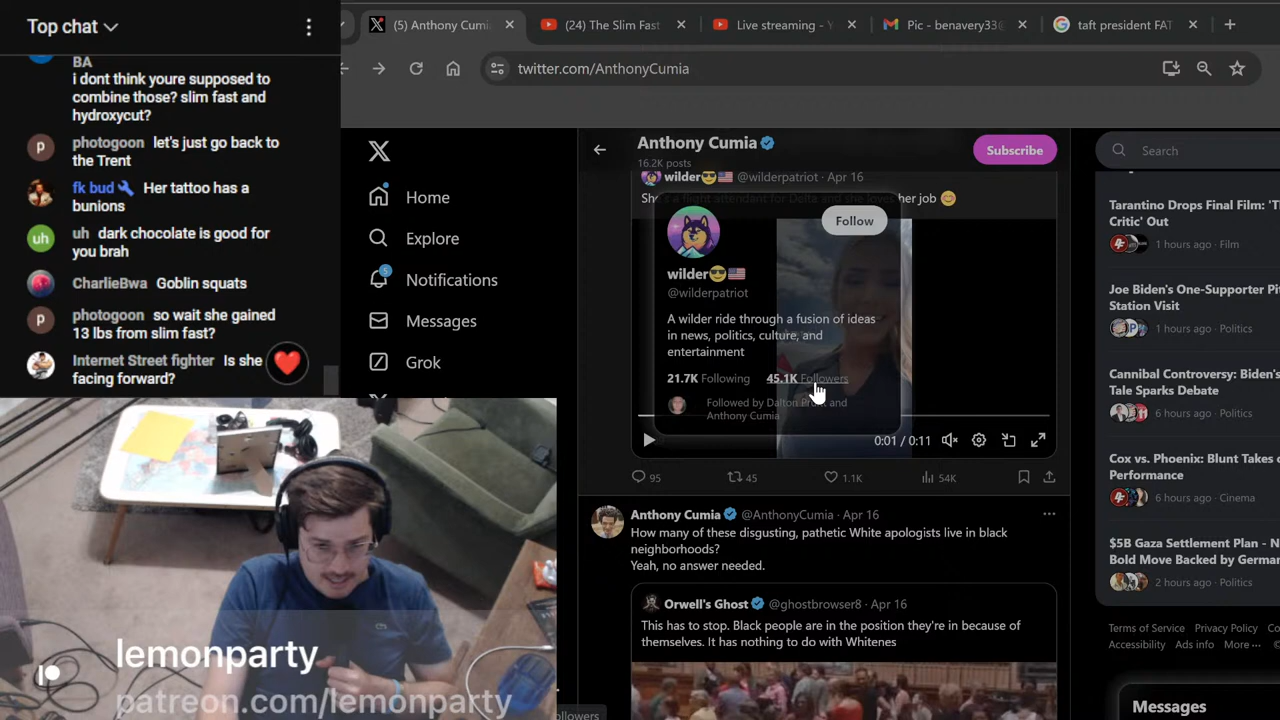 Top chat
BA
i dont think youre supposed to
combine those? slim fast and
hydroxycut?
photogoon let's just go back to
the Trent
fk bud Her tattoo has a
bunions
uh dark chocolate is good for
you brah
CharlieBwa Goblin squats
photogoon so wait she gained
13 lbs from slim fast?
Internet Street fighter Is she
facing forward?
lemonparty
patreon.com/lemonparty
(5) Anthony Cumi
(24) The Slim Fast
Live streaming - Y
Pic - benavery33@
taft president FAT
twitter.com/AnthonyCumia
Home
Explore
5
Notifications
Messages
Grok
Anthony Cumia
16.2K posts
Subscribe
wilder😎🇺🇸 @wilderpatriot · Apr 16
She's a flight attendant for Delta and she loves her job 😊
Follow
wilder😎🇺🇸
@wilderpatriot
A wilder ride through a fusion of ideas
in news, politics, culture, and
entertainment
21.7K Following 45.1K Followers
Followed by Dalton and
Anthony Cumia
0:01 / 0:11
95 45 1.1K 54K
Anthony Cumia @AnthonyCumia · Apr 16
How many of these disgusting, pathetic White apologists live in black
neighborhoods?
Yeah, no answer needed.
Orwell's Ghost @ghostbrowser8 · Apr 16
This has to stop. Black people are in the position they're in because of
themselves. It has nothing to do with Whitenes
ollowers
Search
Tarantino Drops Final Film: 'T
Critic' Out
1 hours ago · Film
Joe Biden's One-Supporter Pi
Station Visit
1 hours ago · Politics
Cannibal Controversy: Biden's
Tale Sparks Debate
6 hours ago · Politics
Cox vs. Phoenix: Blunt Takes o
Performance
6 hours ago · Cinema
$5B Gaza Settlement Plan - N
Bold Move Backed by German
2 hours ago · Politics
Terms of Service Privacy Policy Co
Accessibility Ads info More ···
Messages